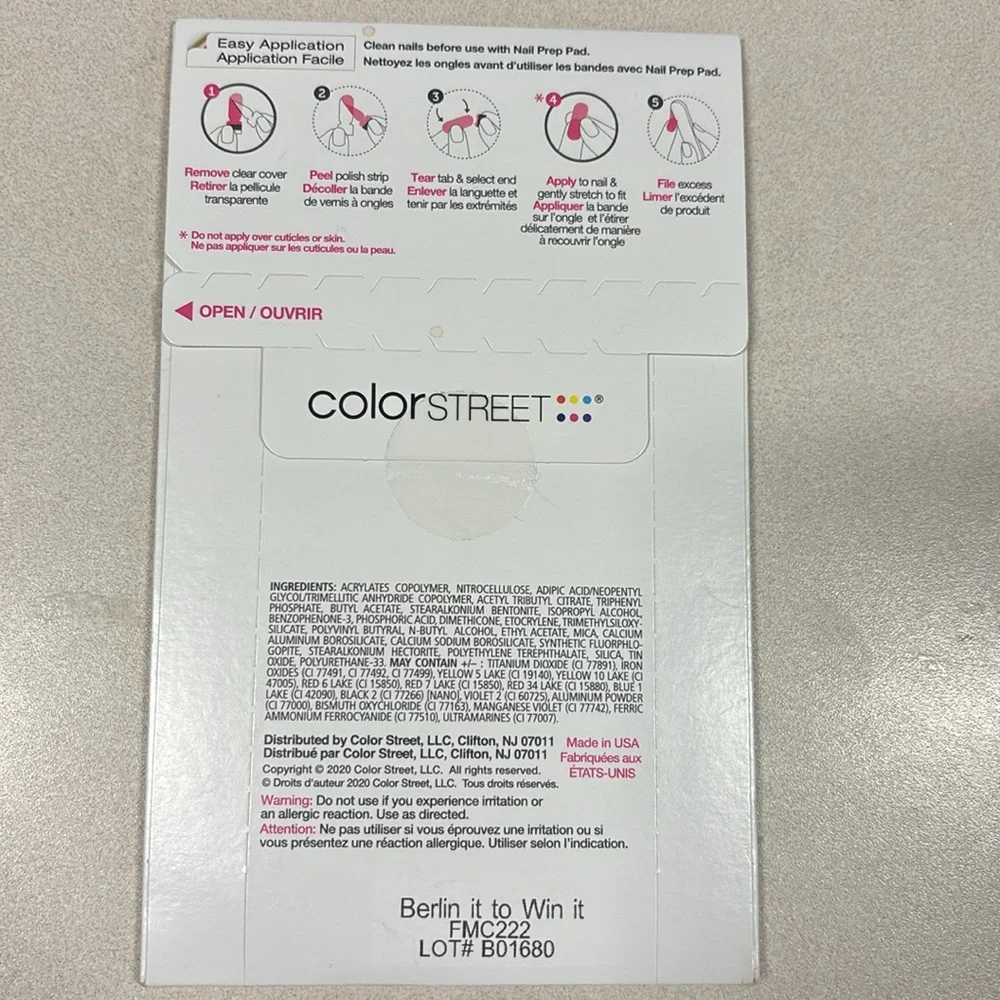 Easy Application
Application Facile
Clean nails before use with Nail Prep Pad.
Nettoyez les ongles avant d'utiliser les bandes avec Nail Prep Pad.
1
Remove clear cover
Retirer la pellicule
transparente
2
Peel polish strip
Décoller la bande
de vernis à ongles
3
Tear tab & select end
Enlever la languette et
tenir par les extrémités
*4
Apply to nail &
gently stretch to fit
Appliquer la bande
sur l'ongle et l'étirer
délicatement de manière
à recouvrir l'ongle
5
File excess
Limer l'excédent
de produit
* Do not apply over cuticles or skin.
Ne pas appliquer sur les cuticules ou la peau.
OPEN / OUVRIR
colorSTREET®
INGREDIENTS: ACRYLATES COPOLYMER, NITROCELLULOSE, ADIPIC ACID/NEOPENTYL
GLYCOL/TRIMELLITIC ANHYDRIDE COPOLYMER, ACETYL TRIBUTYL CITRATE, TRIPHENYL
PHOSPHATE, BUTYL ACETATE, STEARALKONIUM BENTONITE, ISOPROPYL ALCOHOL,
BENZOPHENONE-3, PHOSPHORIC ACID, DIMETHICONE, ETOCRYLENE, TRIMETHYLSILOXY-
SILICATE, POLYVINYL BUTYRAL, N-BUTYL ALCOHOL, ETHYL ACETATE, MICA, CALCIUM
ALUMINUM BOROSILICATE, CALCIUM SODIUM BOROSILICATE, SYNTHETIC FLUORPHLO-
GOPITE, STEARALKONIUM HECTORITE, POLYETHYLENE TEREPHTHALATE, SILICA, TIN
OXIDE, POLYURETHANE-33. MAY CONTAIN +/- : TITANIUM DIOXIDE (CI 77891), IRON
OXIDES (CI 77491, CI 77492, CI 77499), YELLOW 5 LAKE (CI 19140), YELLOW 10 LAKE (CI
47005), RED 6 LAKE (CI 15850), RED 7 LAKE (CI 15850), RED 34 LAKE (CI 15880), BLUE 1
LAKE (CI 42090), BLACK 2 (CI 77266) [NANO], VIOLET 2 (CI 60725), ALUMINUM POWDER
(CI 77000), BISMUTH OXYCHLORIDE (CI 77163), MANGANESE VIOLET (CI 77742), FERRIC
AMMONIUM FERROCYANIDE (CI 77510), ULTRAMARINES (CI 77007).
Distributed by Color Street, LLC, Clifton, NJ 07011
Distribué par Color Street, LLC, Clifton, NJ 07011
Copyright © 2020 Color Street, LLC. All rights reserved.
© Droits d'auteur 2020 Color Street, LLC. Tous droits réservés.
Made in USA
Fabriquées aux
ÉTATS-UNIS
Warning: Do not use if you experience irritation or
an allergic reaction. Use as directed.
Attention: Ne pas utiliser si vous éprouvez une irritation ou si
vous présentez une réaction allergique. Utiliser selon l'indication.
Berlin it to Win it
FMC222
LOT# B01680